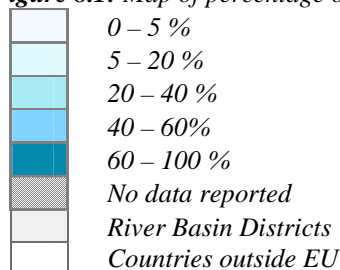 0 – 5 %
5 – 20 %
20 – 40 %
40 – 60%
60 – 100 %
No data reported
River Basin Districts
Countries outside EU